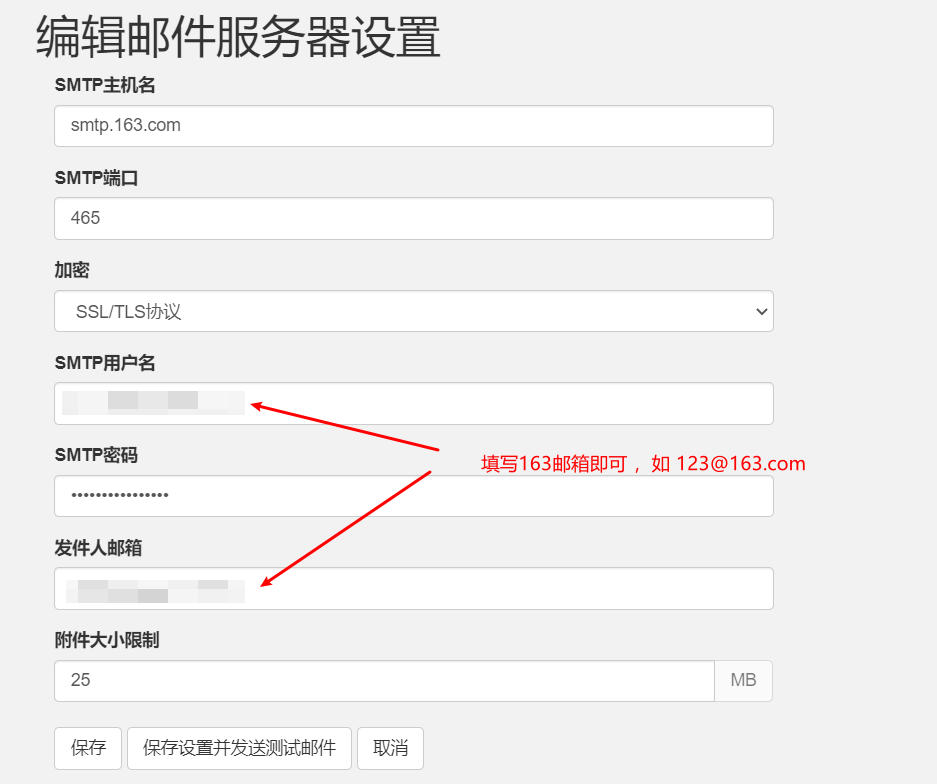 编辑邮件服务器设置
SMTP主机名
smtp.163.com
SMTP端口
465
加密
SSL/TLS协议
SMTP用户名
SMTP密码
••••••••••••••••
填写163邮箱即可 ，如 123@163.com
发件人邮箱
附件大小限制
25 MB
保存 保存设置并发送测试邮件 取消